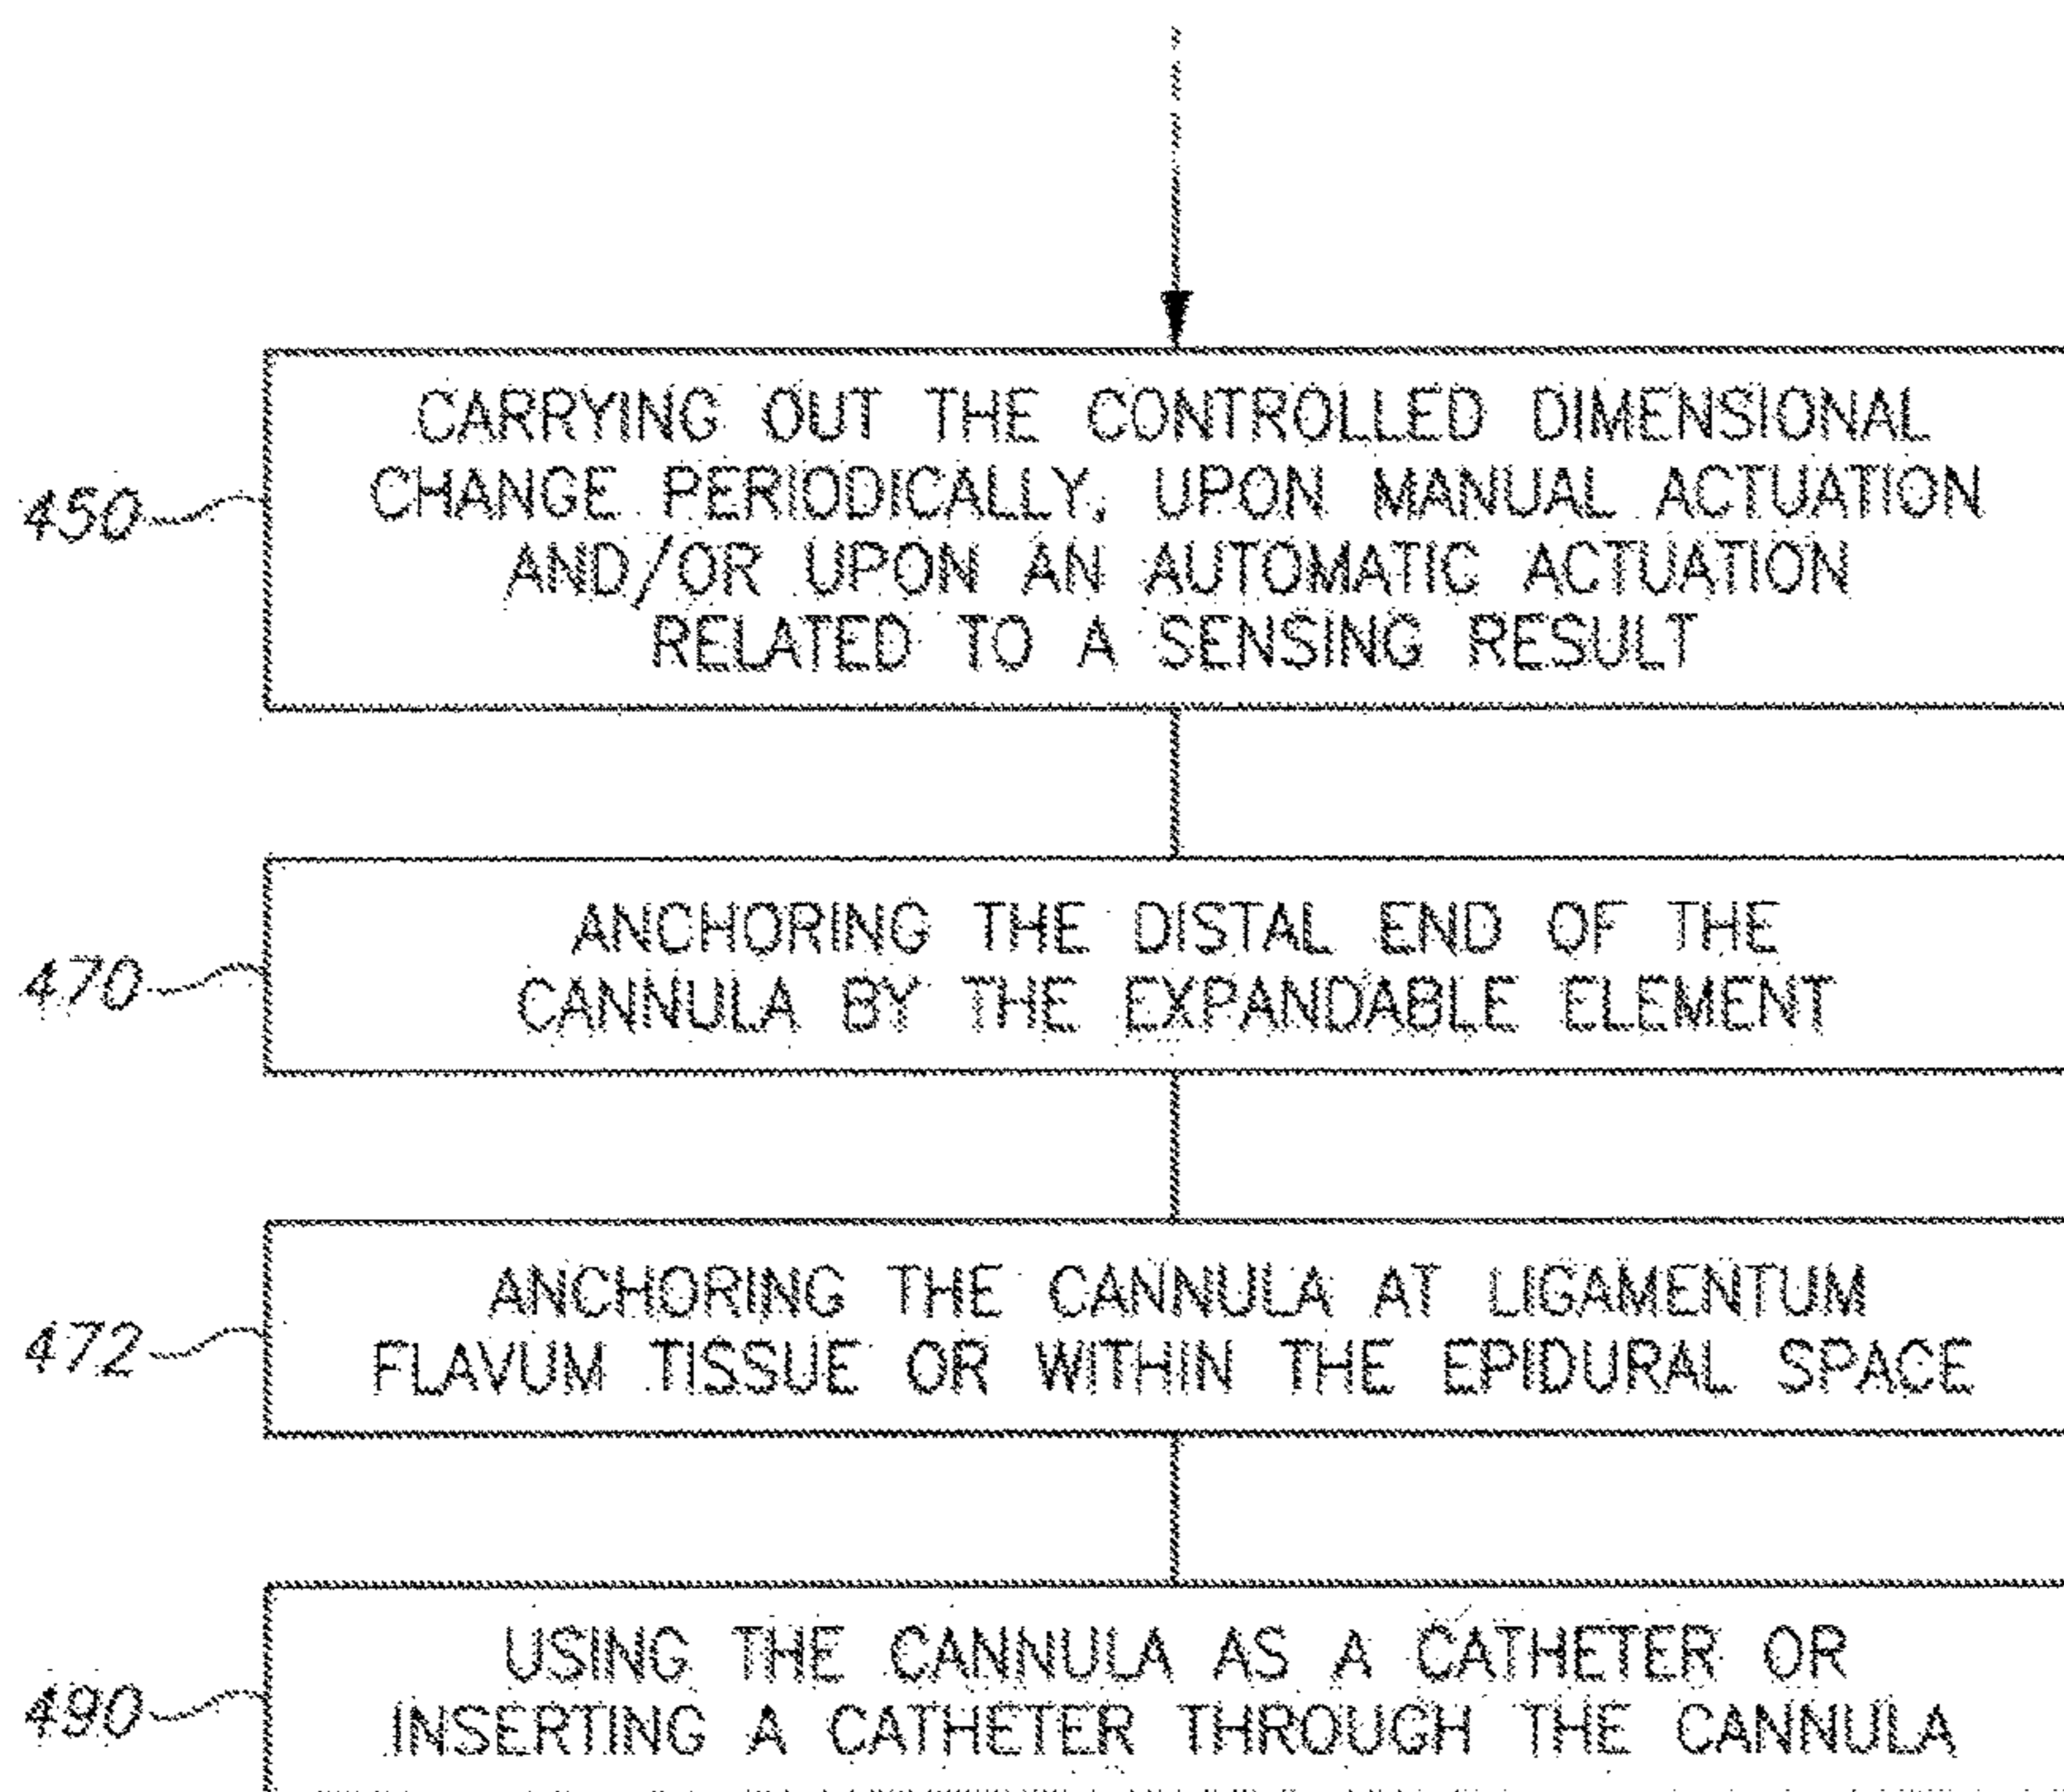 450
CARRYING OUT THE CONTROLLED DIMENSIONAL
CHANGE PERIODICALLY, UPON MANUAL ACTUATION
AND/OR UPON AN AUTOMATIC ACTUATION
RELATED TO A SENSING RESULT
470
ANCHORING THE DISTAL END OF THE
CANNULA BY THE EXPANDABLE ELEMENT
472
ANCHORING THE CANNULA AT LIGAMENTUM
FLAVUM TISSUE OR WITHIN THE EPIDURAL SPACE
490
USING THE CANNULA AS A CATHETER OR
INSERTING A CATHETER THROUGH THE CANNULA